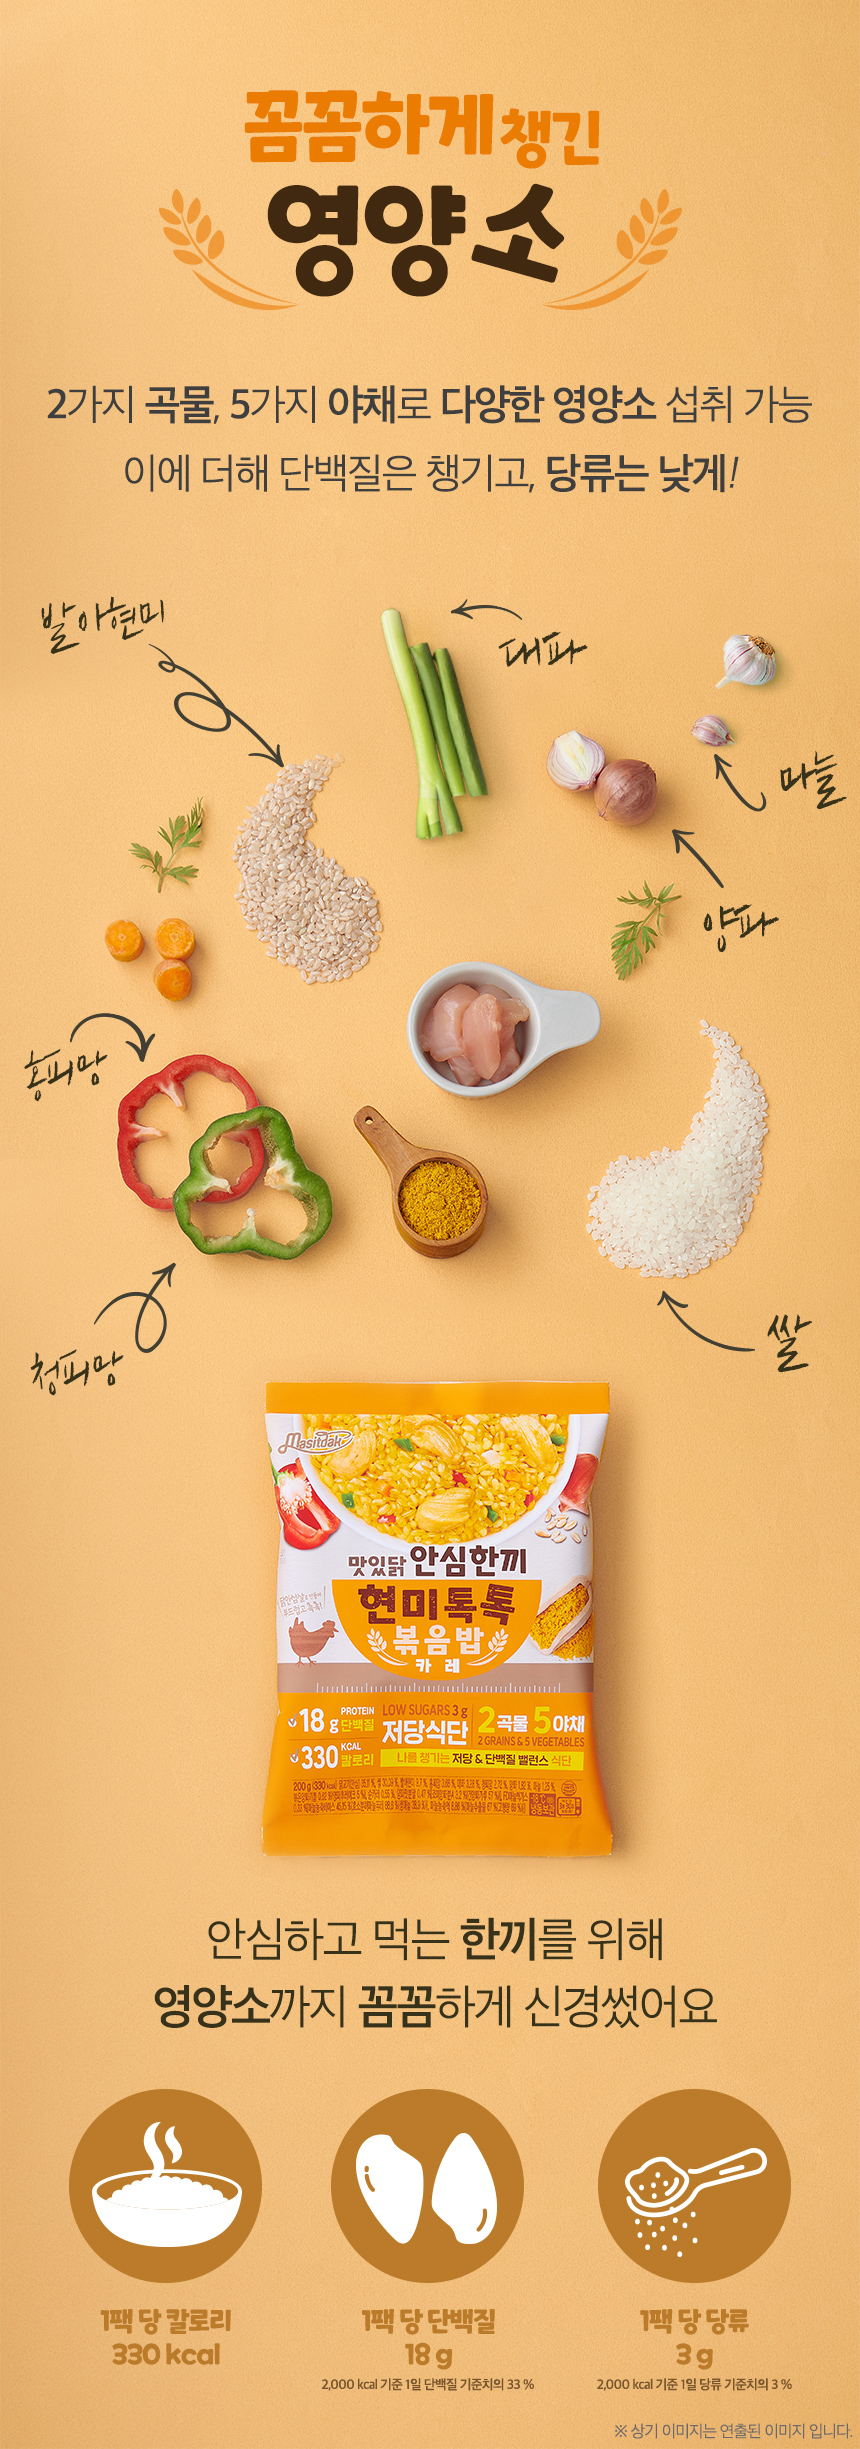 꼼꼼하게 챙긴
영양소
2가지 곡물, 5가지 야채로 다양한 영양소 섭취 가능
이에 더해 단백질은 챙기고, 당류는 낮게!
발아현미
대파
마늘
양파
홍피망
청피망
쌀
Masitdak
맛있닭 안심한끼
현미톡톡
볶음밥
카레
18 g PROTEIN 단백질
330 KCAL 칼로리
LOW SUGARS 3 g
저당식단
2곡물 5야채
2 GRAINS & 5 VEGETABLES
나를 챙기는 저당 & 단백질 밸런스 식단
200 g (330 kcal)
안심하고 먹는 한끼를 위해
영양소까지 꼼꼼하게 신경썼어요
1팩 당 칼로리
330 kcal
1팩 당 단백질
18 g
2,000 kcal 기준 1일 단백질 기준치의 33 %
1팩 당 당류
3 g
2,000 kcal 기준 1일 당류 기준치의 3 %
※ 상기 이미지는 연출된 이미지 입니다.